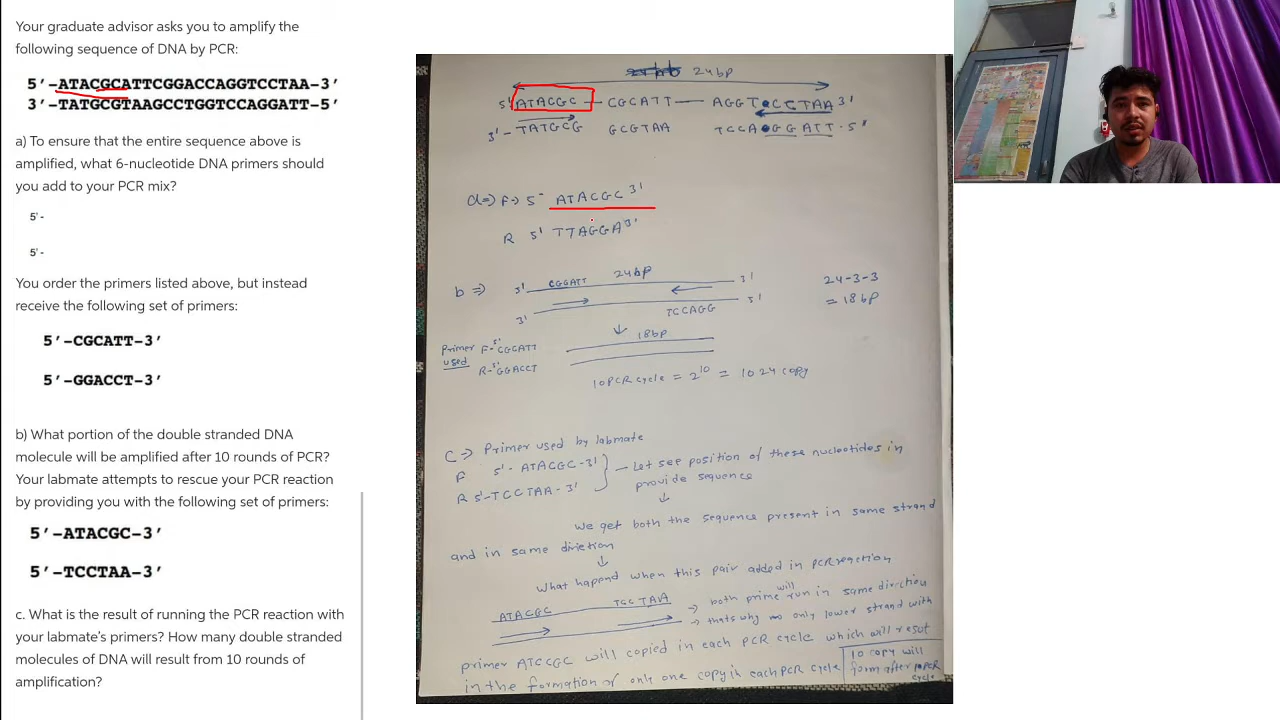 Your graduate advisor asks you to amplify the
following sequence of DNA by PCR:
5′-ATACGCATTCGGACCAGGTCCTAA-3′
3′-TATGCGTAAGCCTGGTCCAGGATT-5′
a) To ensure that the entire sequence above is
amplified, what 6-nucleotide DNA primers should
you add to your PCR mix?
5'-
5'-
You order the primers listed above, but instead
receive the following set of primers:
5′-CGCATT-3′
5′-GGACCT-3′
b) What portion of the double stranded DNA
molecule will be amplified after 10 rounds of PCR?
Your labmate attempts to rescue your PCR reaction
by providing you with the following set of primers:
5′-ATACGC-3′
5′-TCCTAA-3′
c. What is the result of running the PCR reaction with
your labmate's primers? How many double stranded
molecules of DNA will result from 10 rounds of
amplification?
24bp
5' ATACGC — CGCATT — AGGTCCTAA 3'
3'- TATGCG GCGTAA TCCA GG ATT - 5'
a⇒ F→ 5'- ATACGC 3'
R 5' TTAGGA 3'
b ⇒ 5' CGGATT 24bp 3'
3' TCCAGG 5'
24-3-3
= 18bp
↓ 18bp
Primer used F-5'CGCATT
R-5'GGACCT
10 PCR cycle = 2^10 = 1024 copy
C→ Primer used by labmate
F 5'- ATACGC-3'
R 5'-TCCTAA-3'
— Let see position of these nucleotides in
provide sequence
↓
We get both the sequence present in same strand
and in same diretion
↓
What happend when this pair added in PCR reaction
ATACGC TCCTAA → both prime will run in same direction
→ thats why only lower strand with
primer ATCCGC will copied in each PCR cycle which will result
in the formation of only one copy in each PCR cycle
10 copy will
form after 10 PCR
cycle